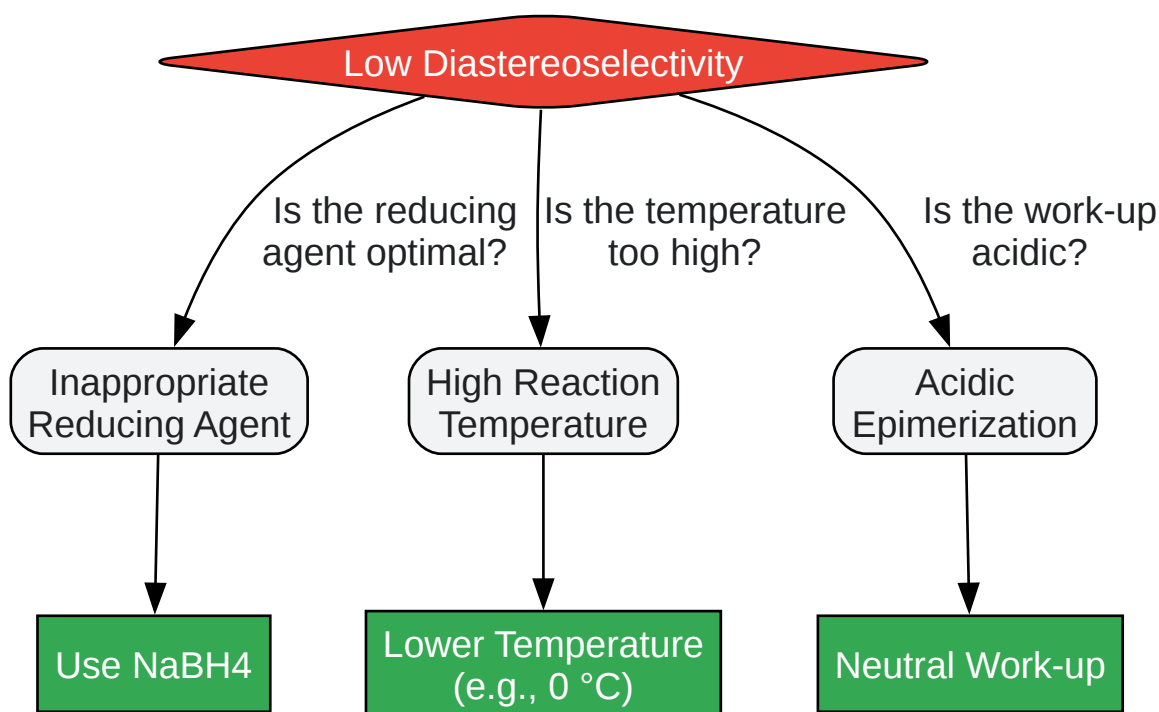 Low Diastereoselectivity
Is the reducing
agent optimal?
Is the temperature
too high?
Is the work-up
acidic?
Inappropriate
Reducing Agent
High Reaction
Temperature
Acidic
Epimerization
Use NaBH4
Lower Temperature
(e.g., 0 °C)
Neutral Work-up